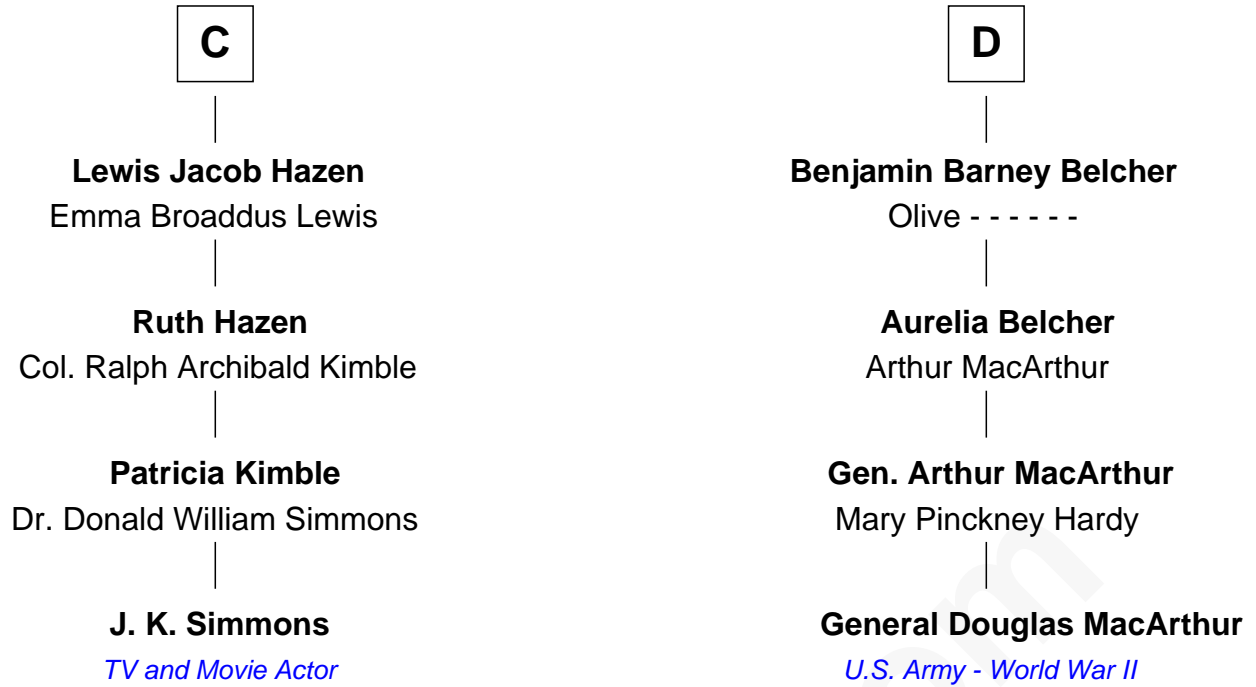 C
Lewis Jacob Hazen
Emma Broaddus Lewis
Ruth Hazen
Col. Ralph Archibald Kimble
Patricia Kimble
Dr. Donald William Simmons
J. K. Simmons
TV and Movie Actor
D
Benjamin Barney Belcher
Olive - - - - - -
Aurelia Belcher
Arthur MacArthur
Gen. Arthur MacArthur
Mary Pinckney Hardy
General Douglas MacArthur
U.S. Army - World War II